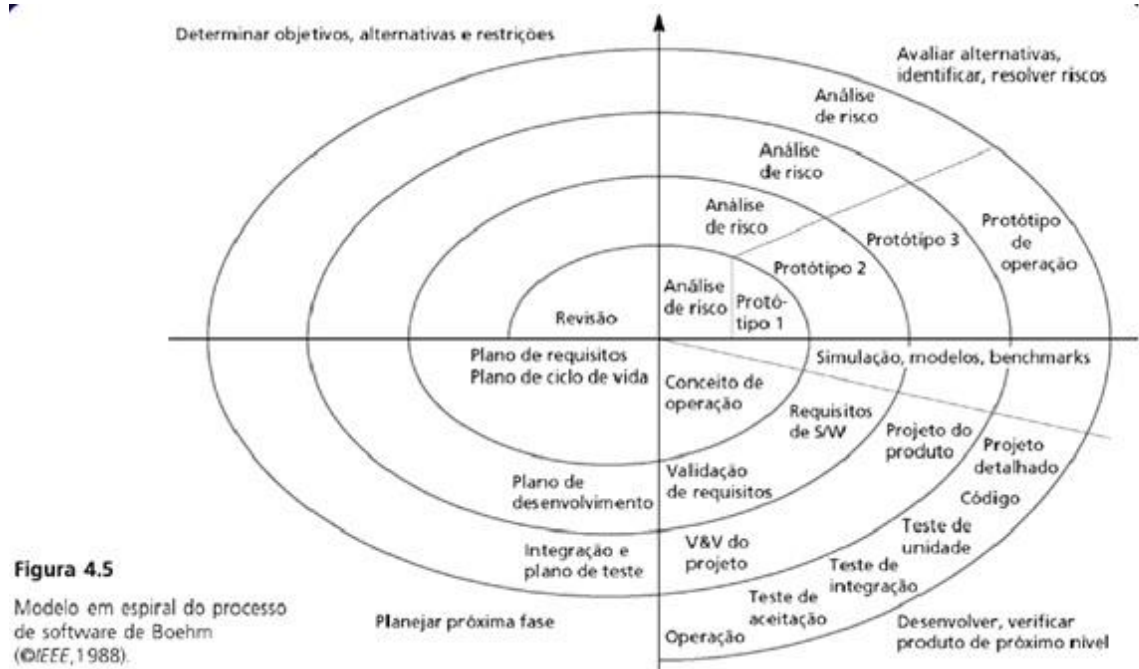 Determinar objetivos, alternativas e restrições
Avaliar alternativas,
identificar, resolver riscos
Análise
de risco
Análise
de risco
Análise
de risco
Análise
de risco
Protó-
tipo 1
Protótipo 2
Protótipo 3
Protótipo
de
operação
Revisão
Plano de requisitos
Plano de ciclo de vida
Simulação, modelos, benchmarks
Conceito de
operação
Requisitos
de S/W
Projeto do
produto
Projeto
detalhado
Plano de
desenvolvimento
Validação
de requisitos
Código
Teste de
unidade
Integração e
plano de teste
V&V do
projeto
Teste de
integração
Teste de
aceitação
Operação
Planejar próxima fase
Desenvolver, verificar
produto de próximo nível
Figura 4.5
Modelo em espiral do processo
de software de Boehm
(©IEEE,1988).